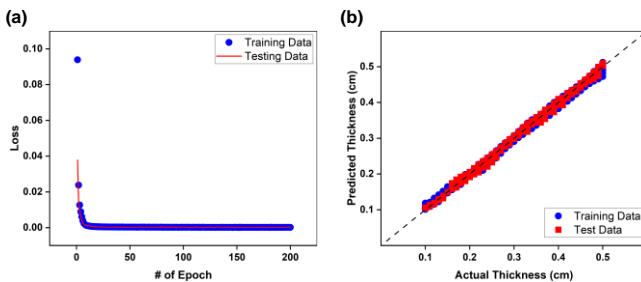 (a)
0.10
0.08
0.06
0.04
0.02
0.00
Loss
Training Data
Testing Data
0
50
100
150
200
# of Epoch
(b)
0.5
0.4
0.3
0.2
0.1
Predicted Thickness (cm)
Training Data
Test Data
0.1
0.2
0.3
0.4
0.5
Actual Thickness (cm)